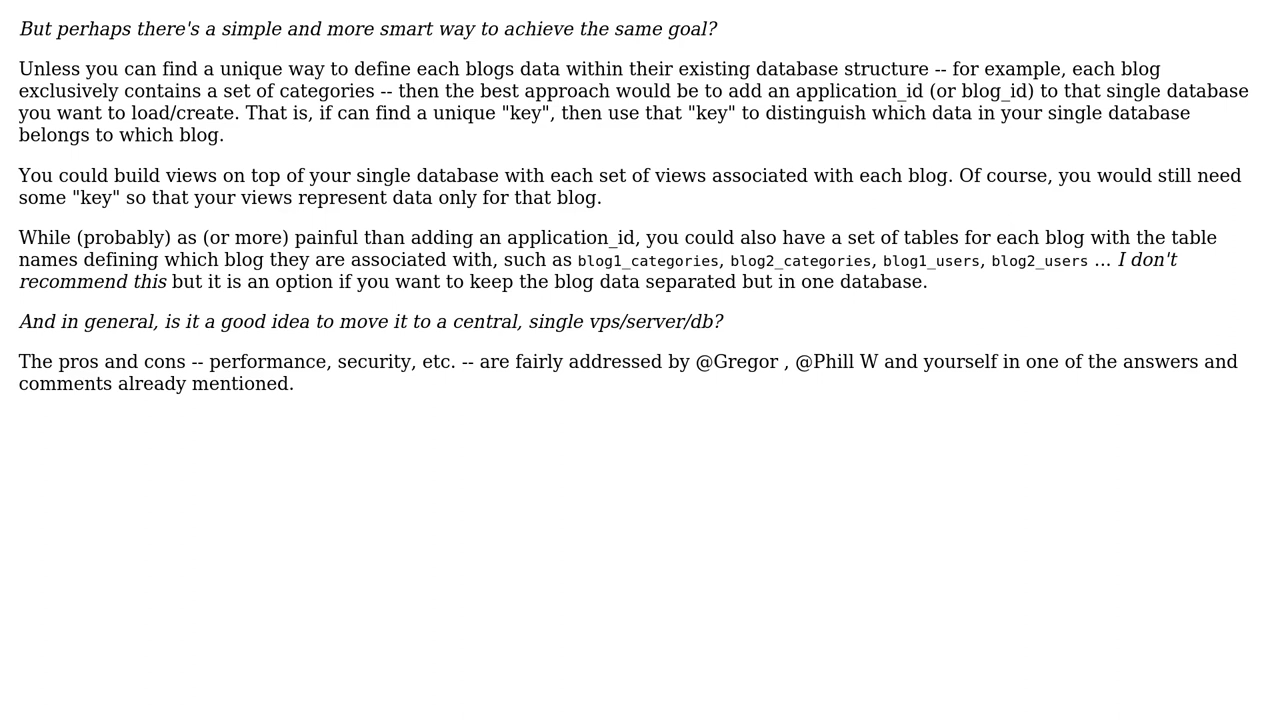 But perhaps there's a simple and more smart way to achieve the same goal?
Unless you can find a unique way to define each blogs data within their existing database structure -- for example, each blog
exclusively contains a set of categories -- then the best approach would be to add an application_id (or blog_id) to that single database
you want to load/create. That is, if can find a unique "key", then use that "key" to distinguish which data in your single database
belongs to which blog.
You could build views on top of your single database with each set of views associated with each blog. Of course, you would still need
some "key" so that your views represent data only for that blog.
While (probably) as (or more) painful than adding an application_id, you could also have a set of tables for each blog with the table
names defining which blog they are associated with, such as blog1_categories, blog2_categories, blog1_users, blog2_users ... I don't
recommend this but it is an option if you want to keep the blog data separated but in one database.
And in general, is it a good idea to move it to a central, single vps/server/db?
The pros and cons -- performance, security, etc. -- are fairly addressed by @Gregor , @Phill W and yourself in one of the answers and
comments already mentioned.